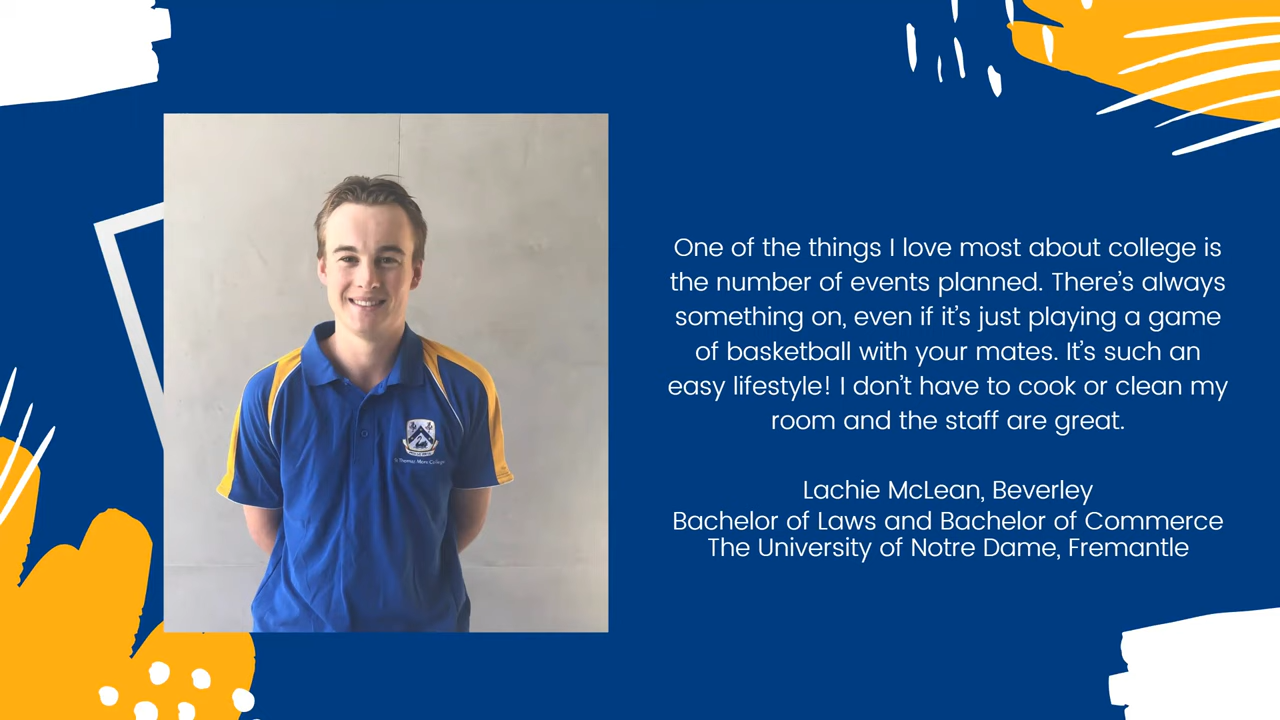 One of the things I love most about college is
the number of events planned. There's always
something on, even if it's just playing a game
of basketball with your mates. It's such an
easy lifestyle! I don't have to cook or clean my
room and the staff are great.
Lachie McLean, Beverley
Bachelor of Laws and Bachelor of Commerce
The University of Notre Dame, Fremantle
Thomas More College